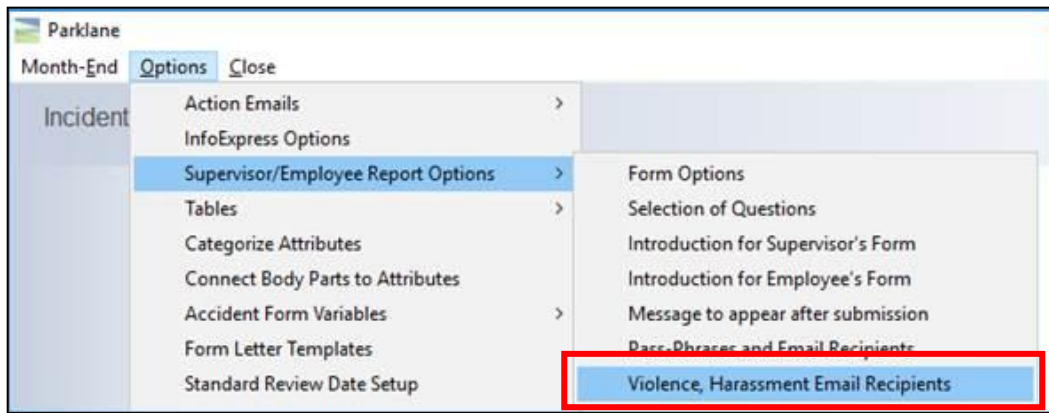 Parklane
Month-End Options Close
Incident
Action Emails >
InfoExpress Options
Supervisor/Employee Report Options >
Tables >
Categorize Attributes
Connect Body Parts to Attributes
Accident Form Variables >
Form Letter Templates
Standard Review Date Setup
Form Options
Selection of Questions
Introduction for Supervisor's Form
Introduction for Employee's Form
Message to appear after submission
Pass-Phrases and Email Recipients
Violence, Harassment Email Recipients